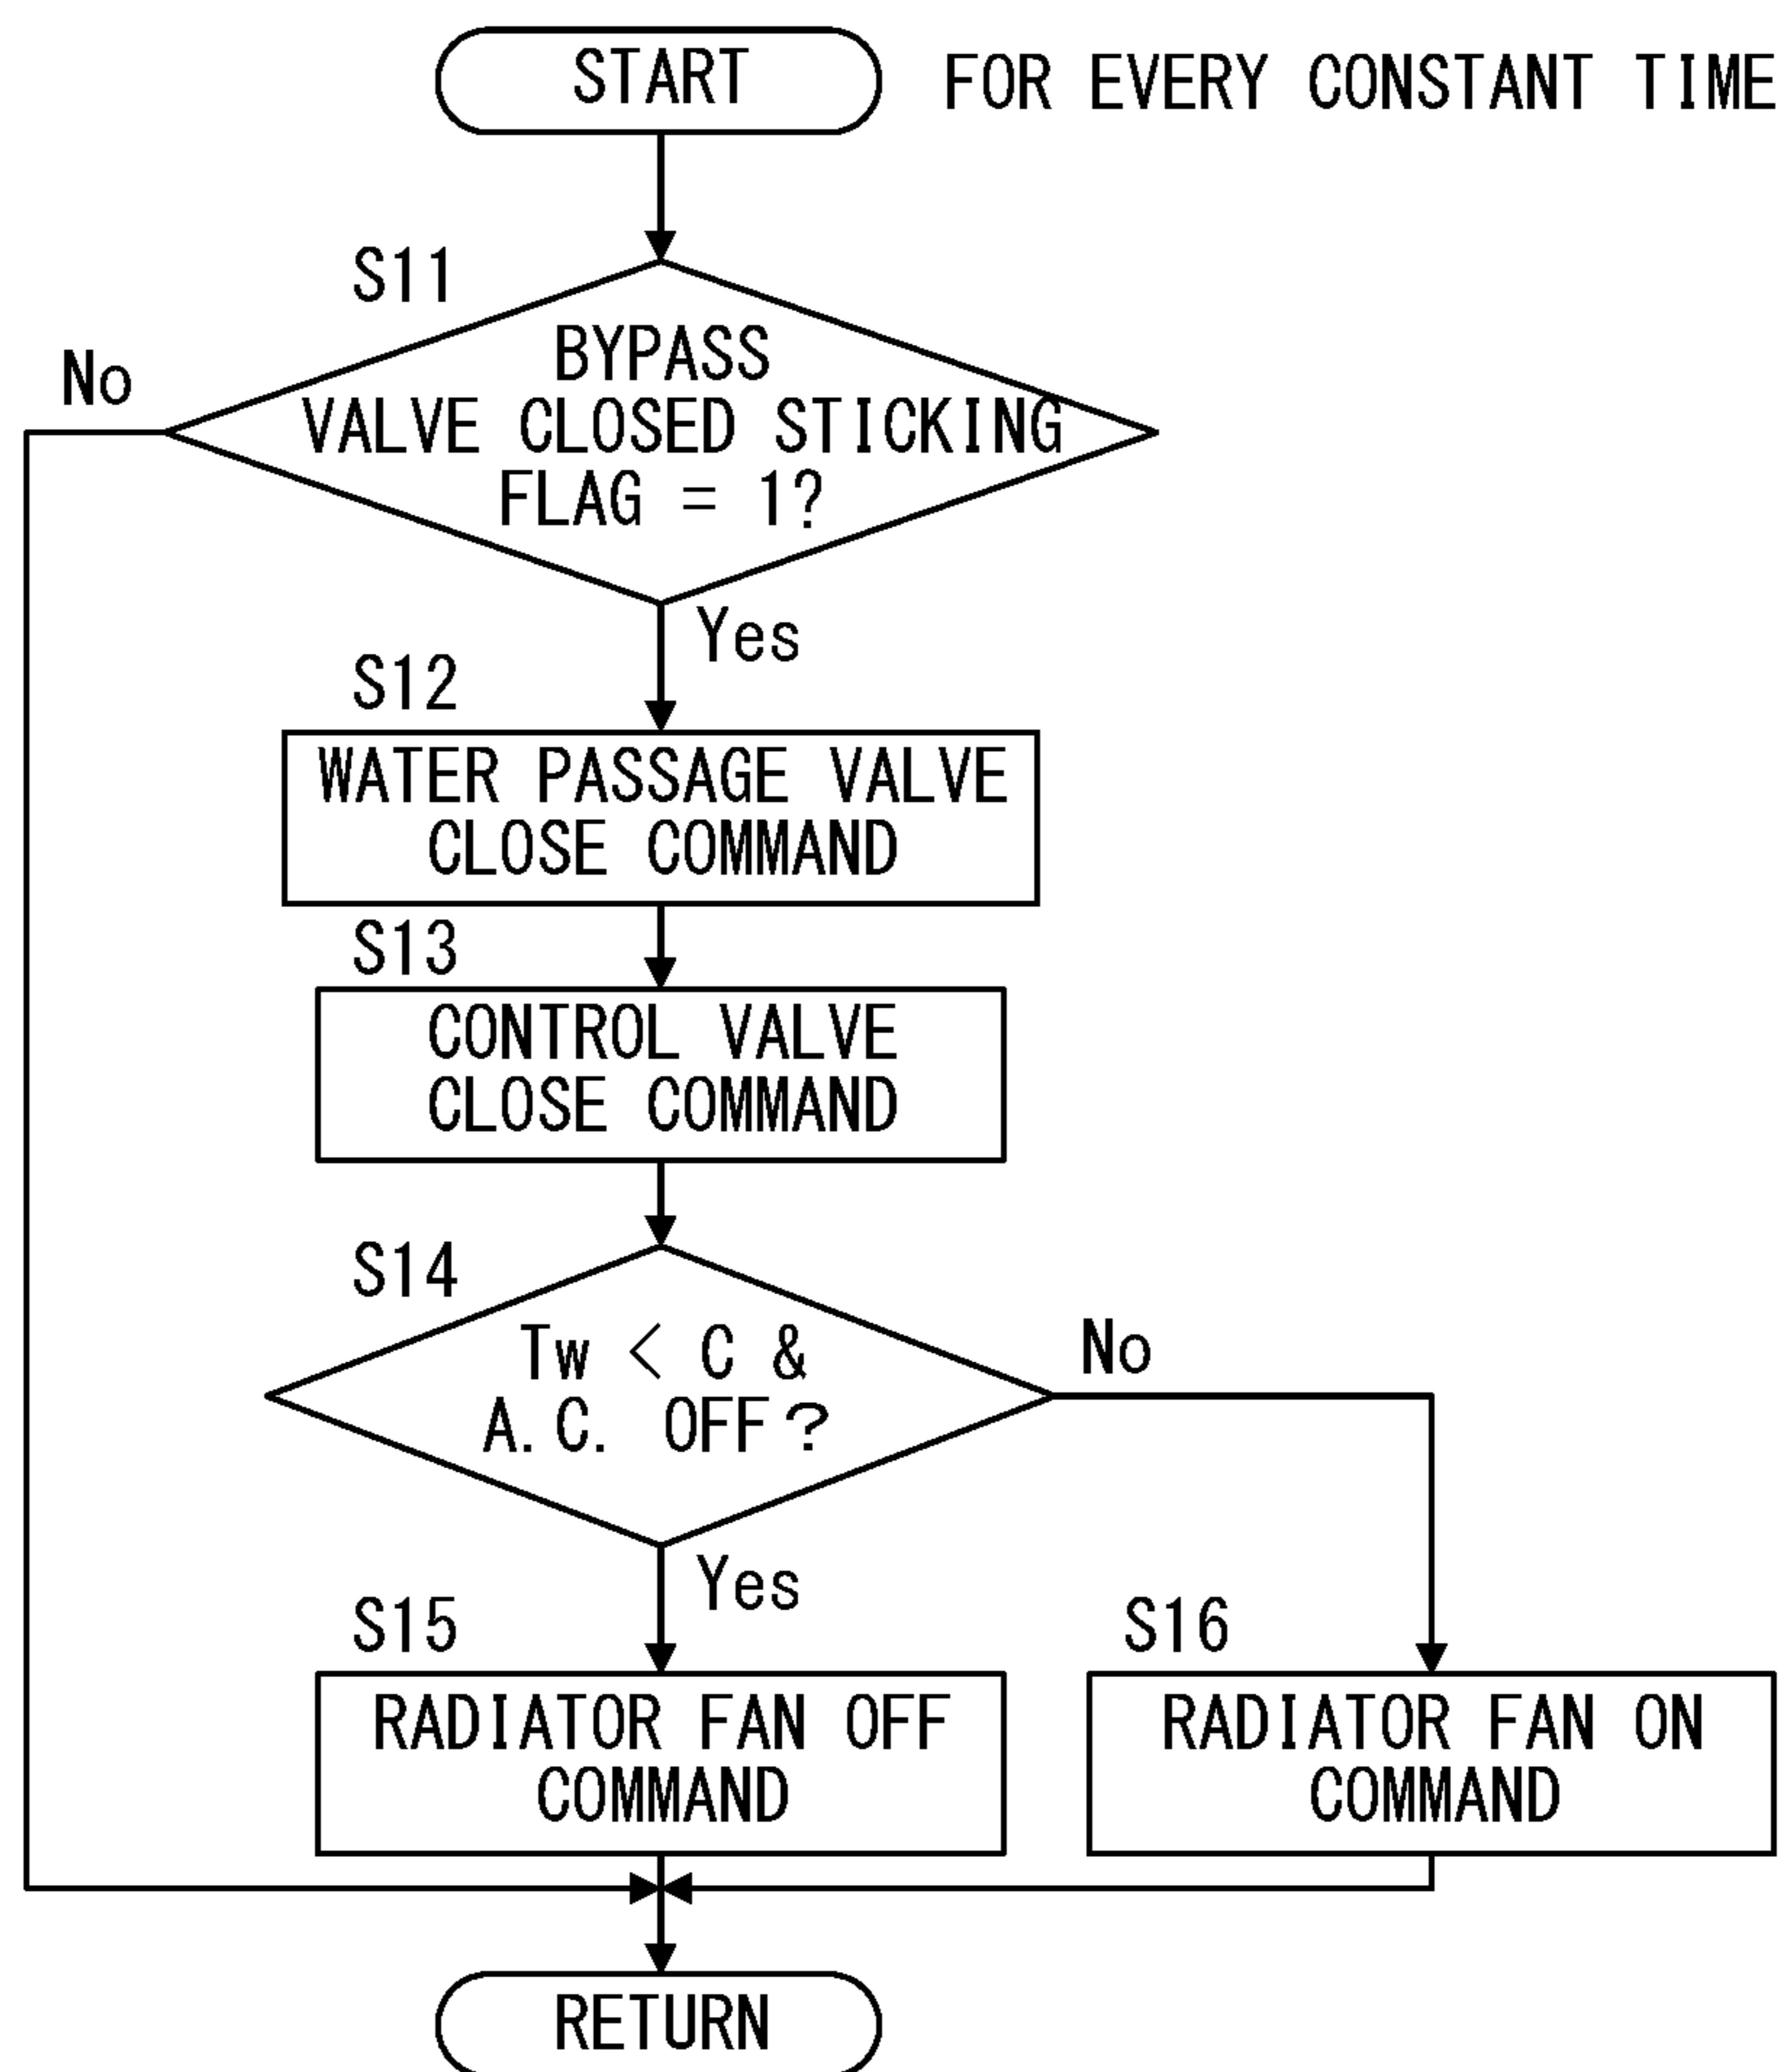 START
FOR EVERY CONSTANT TIME
S11
BYPASS
VALVE CLOSED STICKING
FLAG = 1?
No
Yes
S12
WATER PASSAGE VALVE
CLOSE COMMAND
S13
CONTROL VALVE
CLOSE COMMAND
S14
Tw < C &
A.C. OFF?
No
Yes
S15
RADIATOR FAN OFF
COMMAND
S16
RADIATOR FAN ON
COMMAND
RETURN